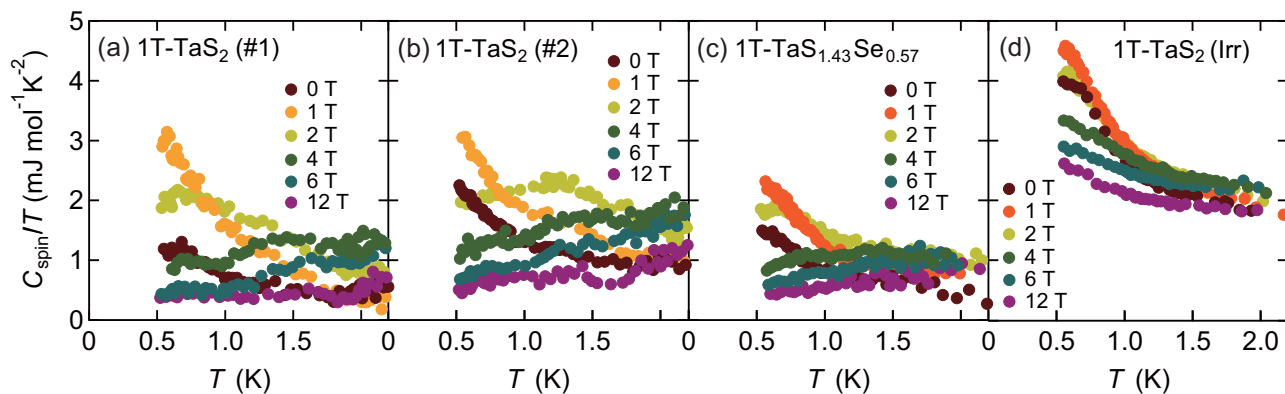 C_spin/T (mJ mol⁻¹K⁻²)
5
4
3
2
1
0
(a) 1T-TaS₂ (#1)
0 T
1 T
2 T
4 T
6 T
12 T
0 0.5 1.0 1.5
T (K)
(b) 1T-TaS₂ (#2)
0 T
1 T
2 T
4 T
6 T
12 T
0 0.5 1.0 1.5
T (K)
(c) 1T-TaS₁.₄₃Se₀.₅₇
0 T
1 T
2 T
4 T
6 T
12 T
0 0.5 1.0 1.5
T (K)
(d) 1T-TaS₂ (Irr)
0 T
1 T
2 T
4 T
6 T
12 T
0 0.5 1.0 1.5 2.0
T (K)